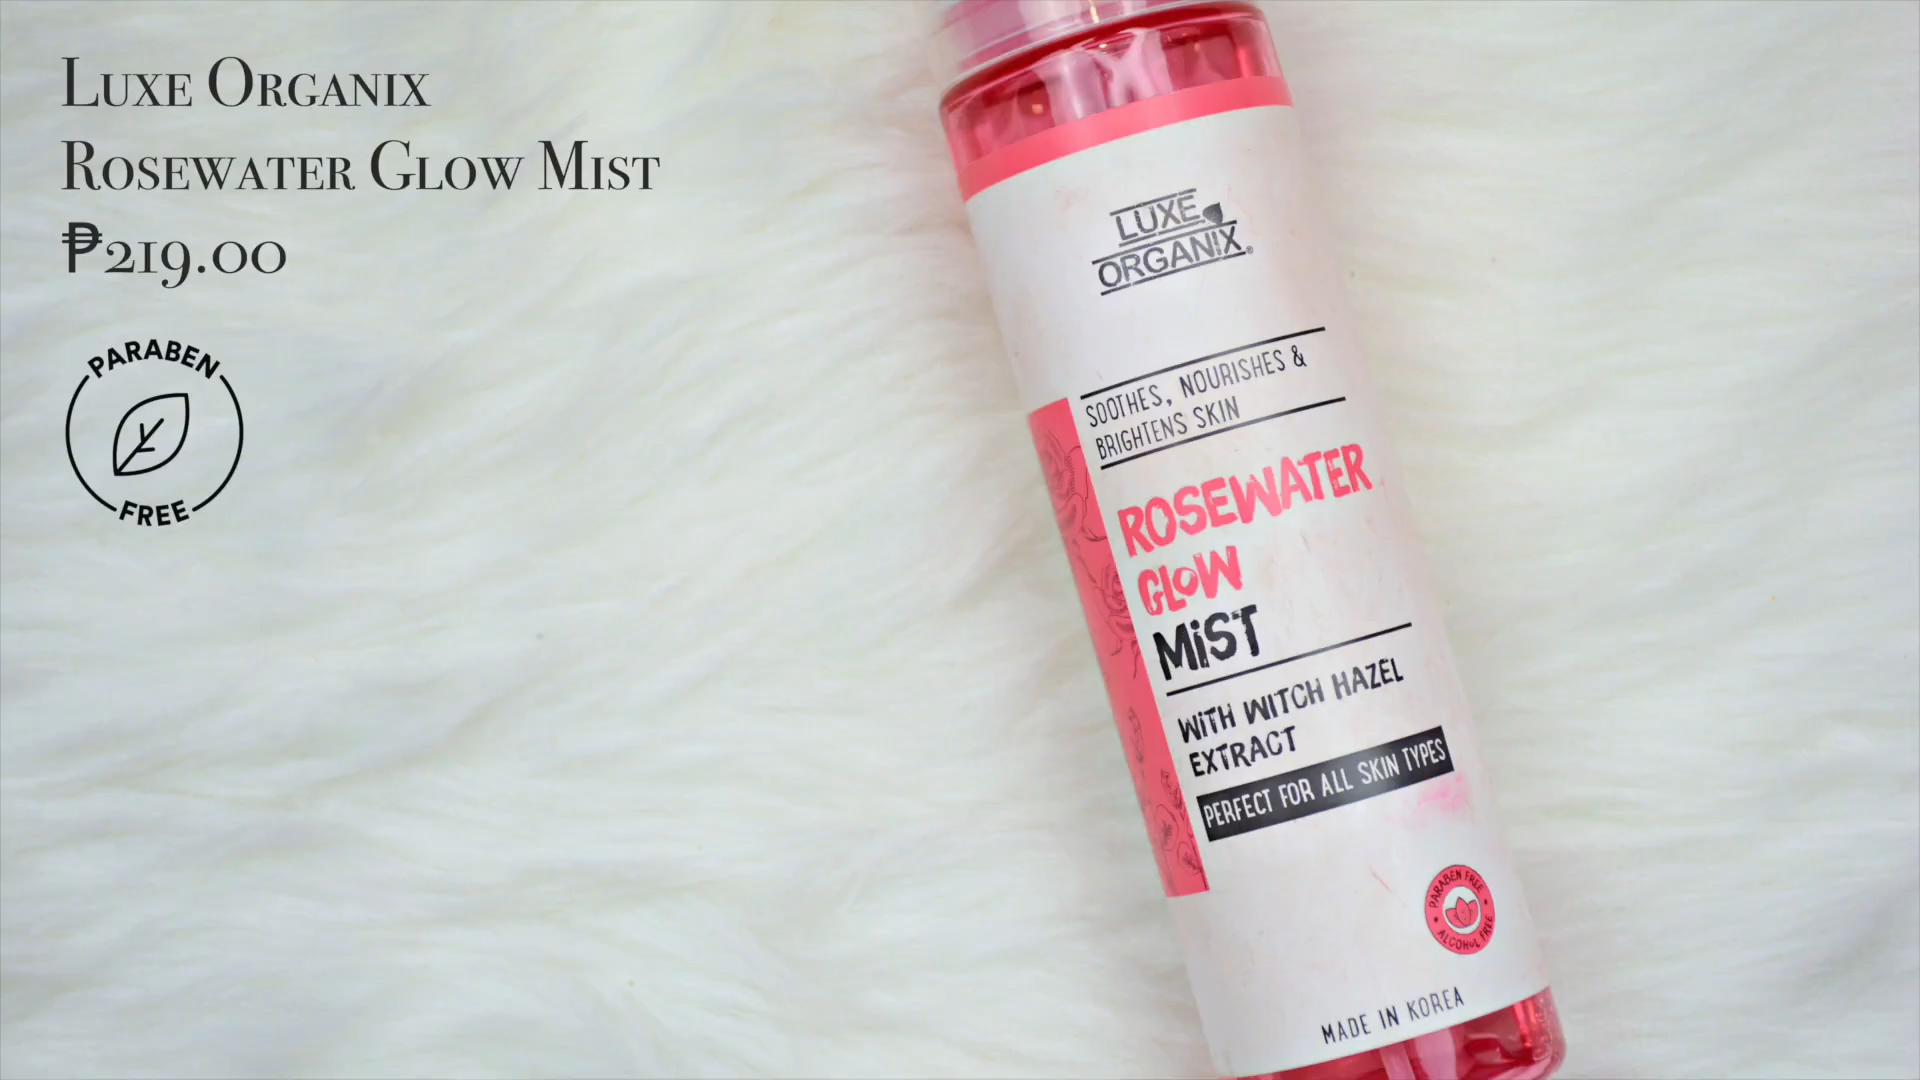 Luxe Organix
Rosewater Glow Mist
₱219.00
PARABEN
FREE
LUXE
ORGANIX®
SOOTHES, NOURISHES &
BRIGHTENS SKIN
ROSEWATER
GLOW
MiST
WiTH WITCH HAZEL
EXTRACT
PERFECT FOR ALL SKIN TYPES
PARABEN FREE
ALCOHOL FREE
MADE IN KOREA